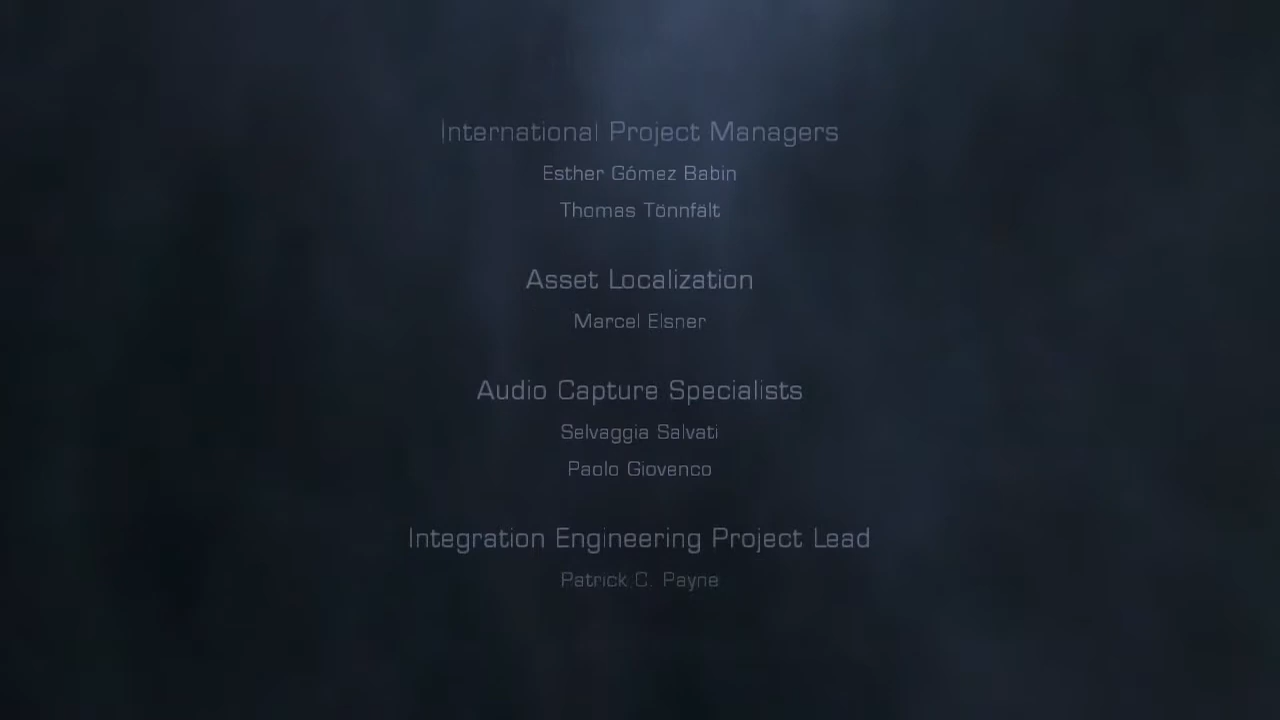 International Project Managers
Esther Gómez Babin
Thomas Tönnfält
Asset Localization
Marcel Elsner
Audio Capture Specialists
Selvaggia Salvati
Paolo Giovenco
Integration Engineering Project Lead
Patrick C. Payne